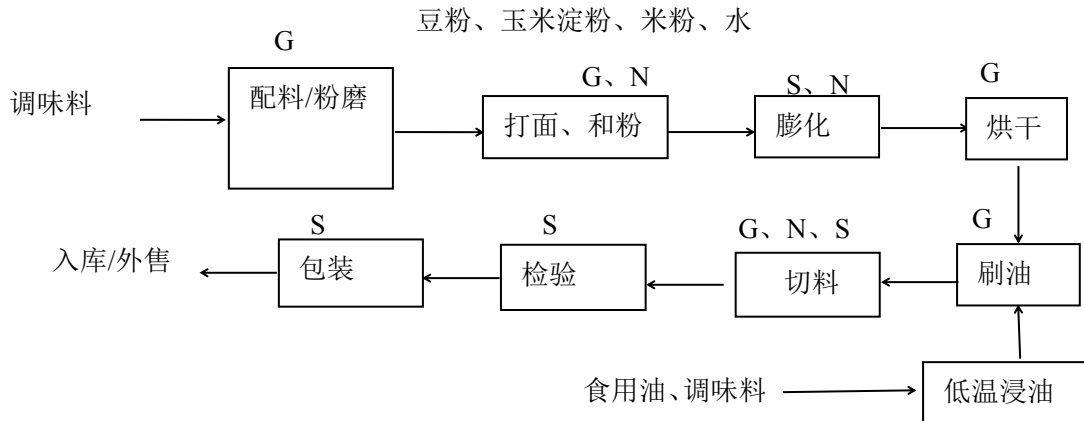 豆粉、玉米淀粉、米粉、水
G
G、N
S、N
G
调味料
配料/粉磨
打面、和粉
膨化
烘干
S
S
G、N、S
G
入库/外售
包装
检验
切料
刷油
食用油、调味料
低温浸油